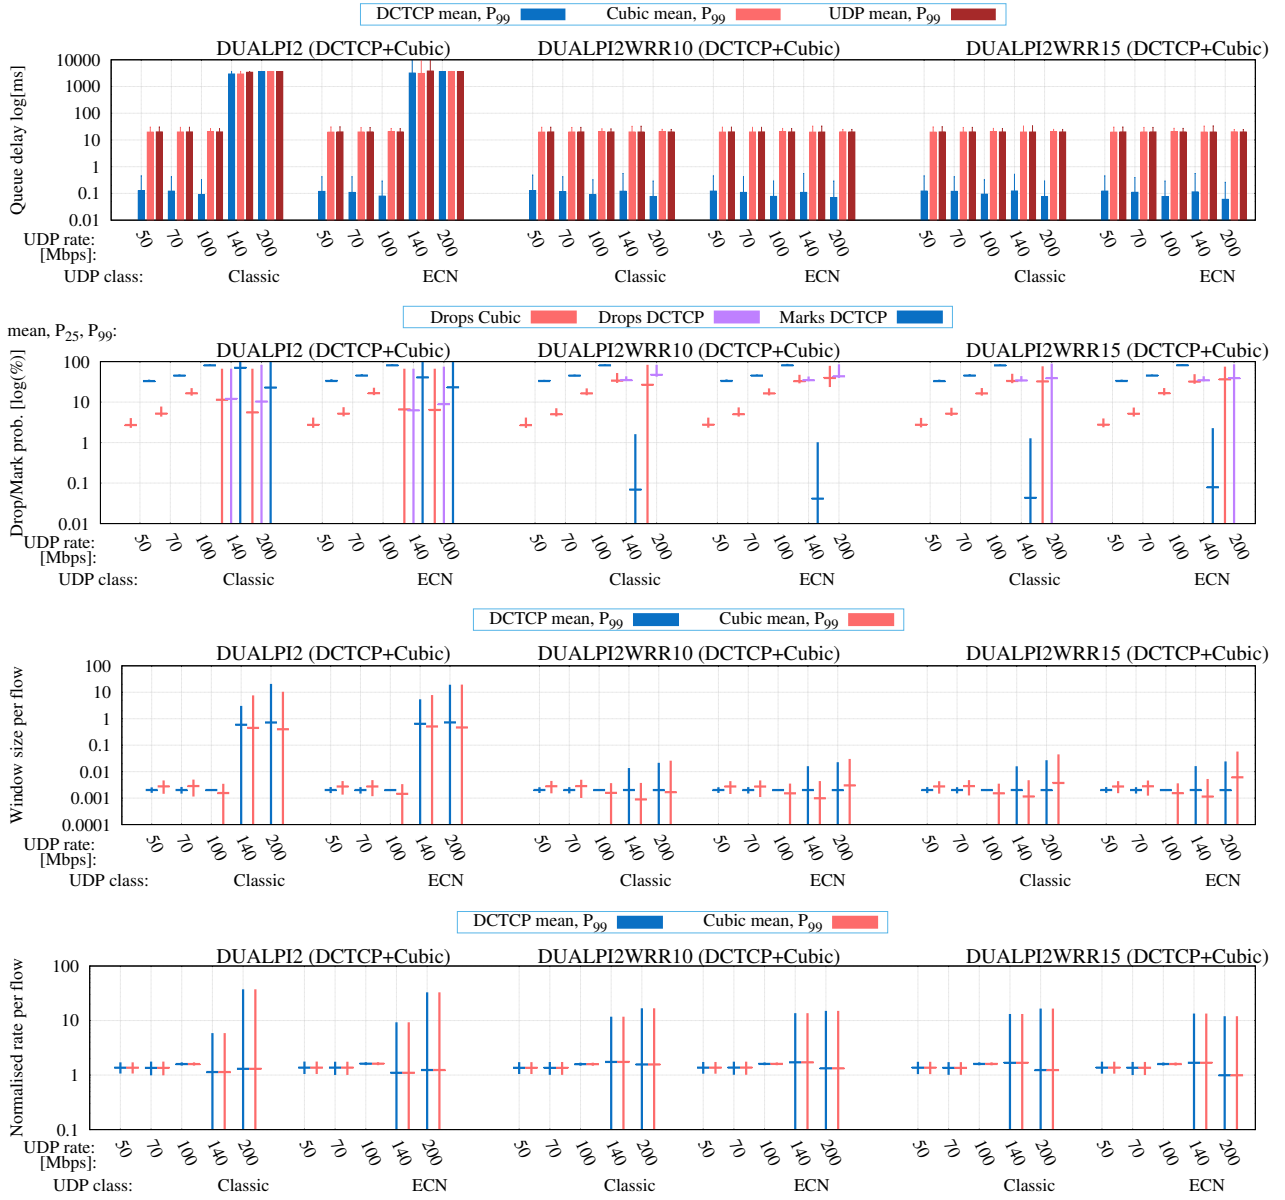 DCTCP mean, P99 Cubic mean, P99 UDP mean, P99
DUALPI2 (DCTCP+Cubic) DUALPI2WRR10 (DCTCP+Cubic) DUALPI2WRR15 (DCTCP+Cubic)
Queue delay log[ms]
10000
1000
100
10
1
0.1
0.01
UDP rate:
[Mbps]:
50 70 100 140 200 50 70 100 140 200 50 70 100 140 200 50 70 100 140 200 50 70 100 140 200 50 70 100 140 200
UDP class: Classic ECN Classic ECN Classic ECN
Drops Cubic Drops DCTCP Marks DCTCP
mean, P25, P99:
DUALPI2 (DCTCP+Cubic) DUALPI2WRR10 (DCTCP+Cubic) DUALPI2WRR15 (DCTCP+Cubic)
Drop/Mark prob. [log(%)]
100
10
1
0.1
0.01
UDP rate:
[Mbps]:
50 70 100 140 200 50 70 100 140 200 50 70 100 140 200 50 70 100 140 200 50 70 100 140 200 50 70 100 140 200
UDP class: Classic ECN Classic ECN Classic ECN
DCTCP mean, P99 Cubic mean, P99
DUALPI2 (DCTCP+Cubic) DUALPI2WRR10 (DCTCP+Cubic) DUALPI2WRR15 (DCTCP+Cubic)
Window size per flow
100
10
1
0.1
0.01
0.001
0.0001
UDP rate:
[Mbps]:
50 70 100 140 200 50 70 100 140 200 50 70 100 140 200 50 70 100 140 200 50 70 100 140 200 50 70 100 140 200
UDP class: Classic ECN Classic ECN Classic ECN
DCTCP mean, P99 Cubic mean, P99
DUALPI2 (DCTCP+Cubic) DUALPI2WRR10 (DCTCP+Cubic) DUALPI2WRR15 (DCTCP+Cubic)
Normalised rate per flow
100
10
1
0.1
UDP rate:
[Mbps]:
50 70 100 140 200 50 70 100 140 200 50 70 100 140 200 50 70 100 140 200 50 70 100 140 200 50 70 100 140 200
UDP class: Classic ECN Classic ECN Classic ECN